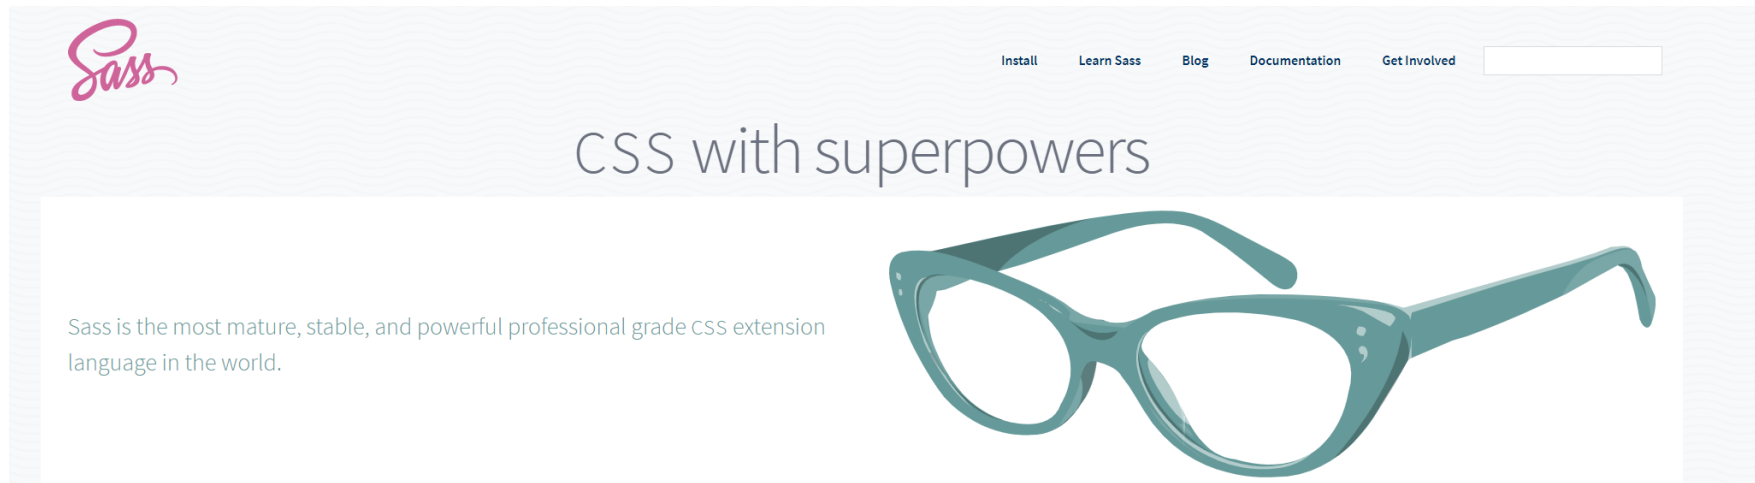 Sass
Install Learn Sass Blog Documentation Get Involved
CSS with superpowers
Sass is the most mature, stable, and powerful professional grade CSS extension
language in the world.